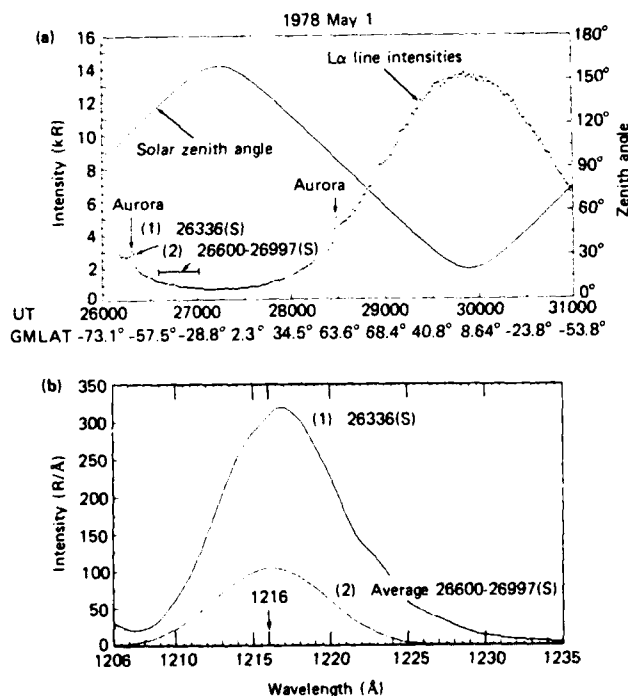 1978 May 1
(a)
Intensity (kR)
16
14
12
10
8
6
4
2
0
Lα line intensities
Solar zenith angle
Aurora
Aurora
(1) 26336(S)
(2) 26600-26997(S)
180°
150°
120°
90°
60°
30°
0°
Zenith angle
UT 26000 27000 28000 29000 30000 31000
GMLAT -73.1° -57.5° -28.8° 2.3° 34.5° 63.6° 68.4° 40.8° 8.64° -23.8° -53.8°
(b)
Intensity (R/Å)
350
300
250
200
150
100
50
0
(1) 26336(S)
1216
(2) Average 26600-26997(S)
1206 1210 1215 1220 1225 1230 1235
Wavelength (Å)